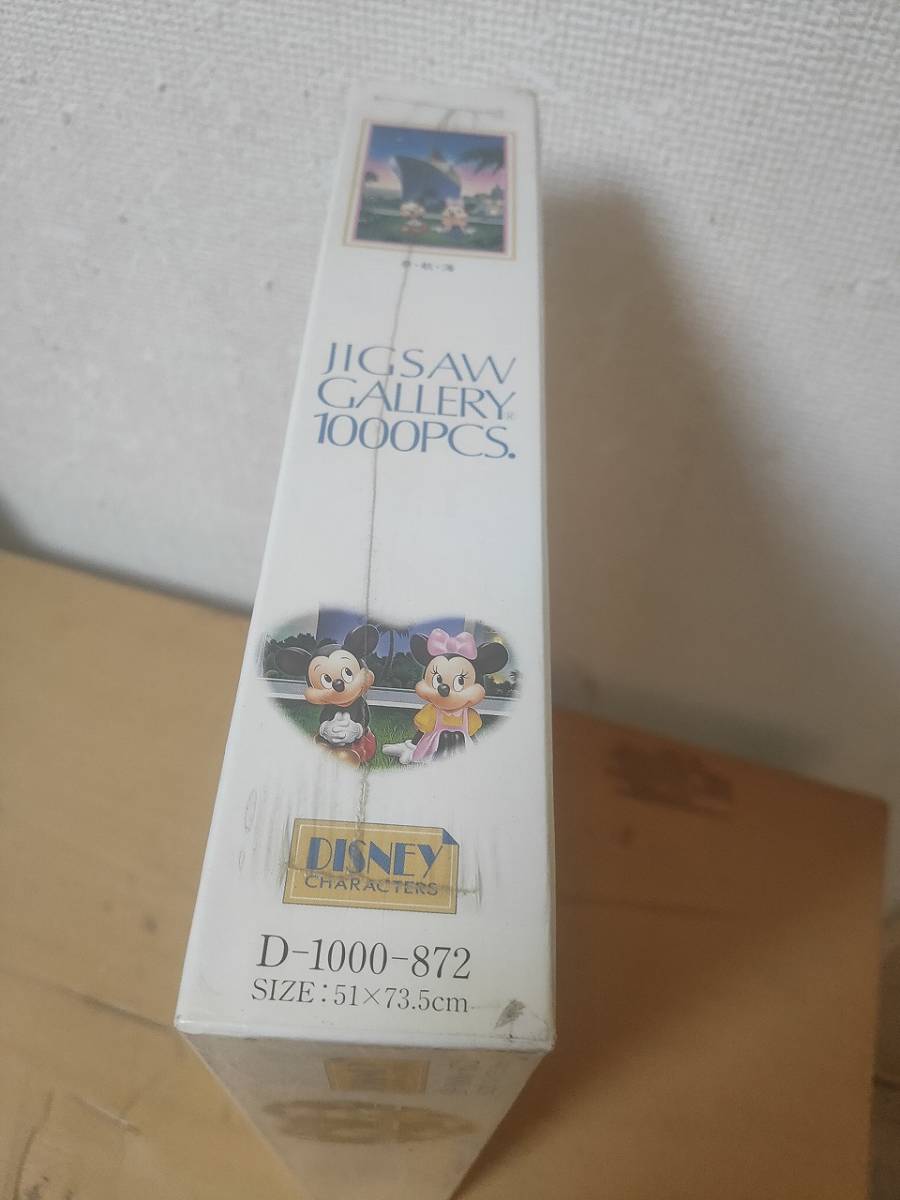 JIGSAW
GALLERY®
1000PCS.
DISNEY
CHARACTERS
D-1000-872
SIZE:51×73.5cm